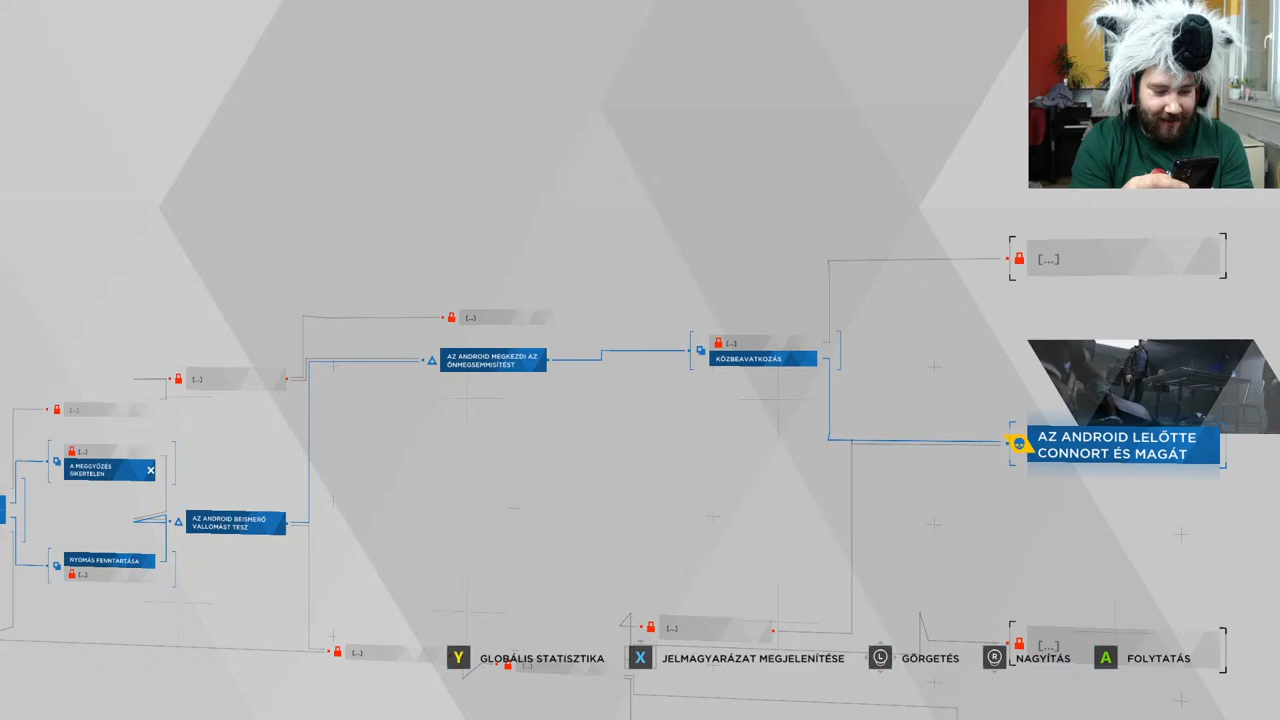 [...]
[...]
[...]
AZ ANDROID MEGKEZDI AZ
ÖNMEGSEMMISÍTÉST
KÖZBEAVATKOZÁS
[...]
[...]
[...]
A MEGGYŐZÉS
SIKERTELEN
AZ ANDROID LELŐTTE
CONNORT ÉS MAGÁT
AZ ANDROID BEISMERŐ
VALLOMÁST TESZ
NYOMÁS FENNTARTÁSA
[...]
[...]
[...]
[...]
[...]
Y GLOBÁLIS STATISZTIKA
X JELMAGYARÁZAT MEGJELENÍTÉSE
L GÖRGETÉS
R NAGYÍTÁS
A FOLYTATÁS